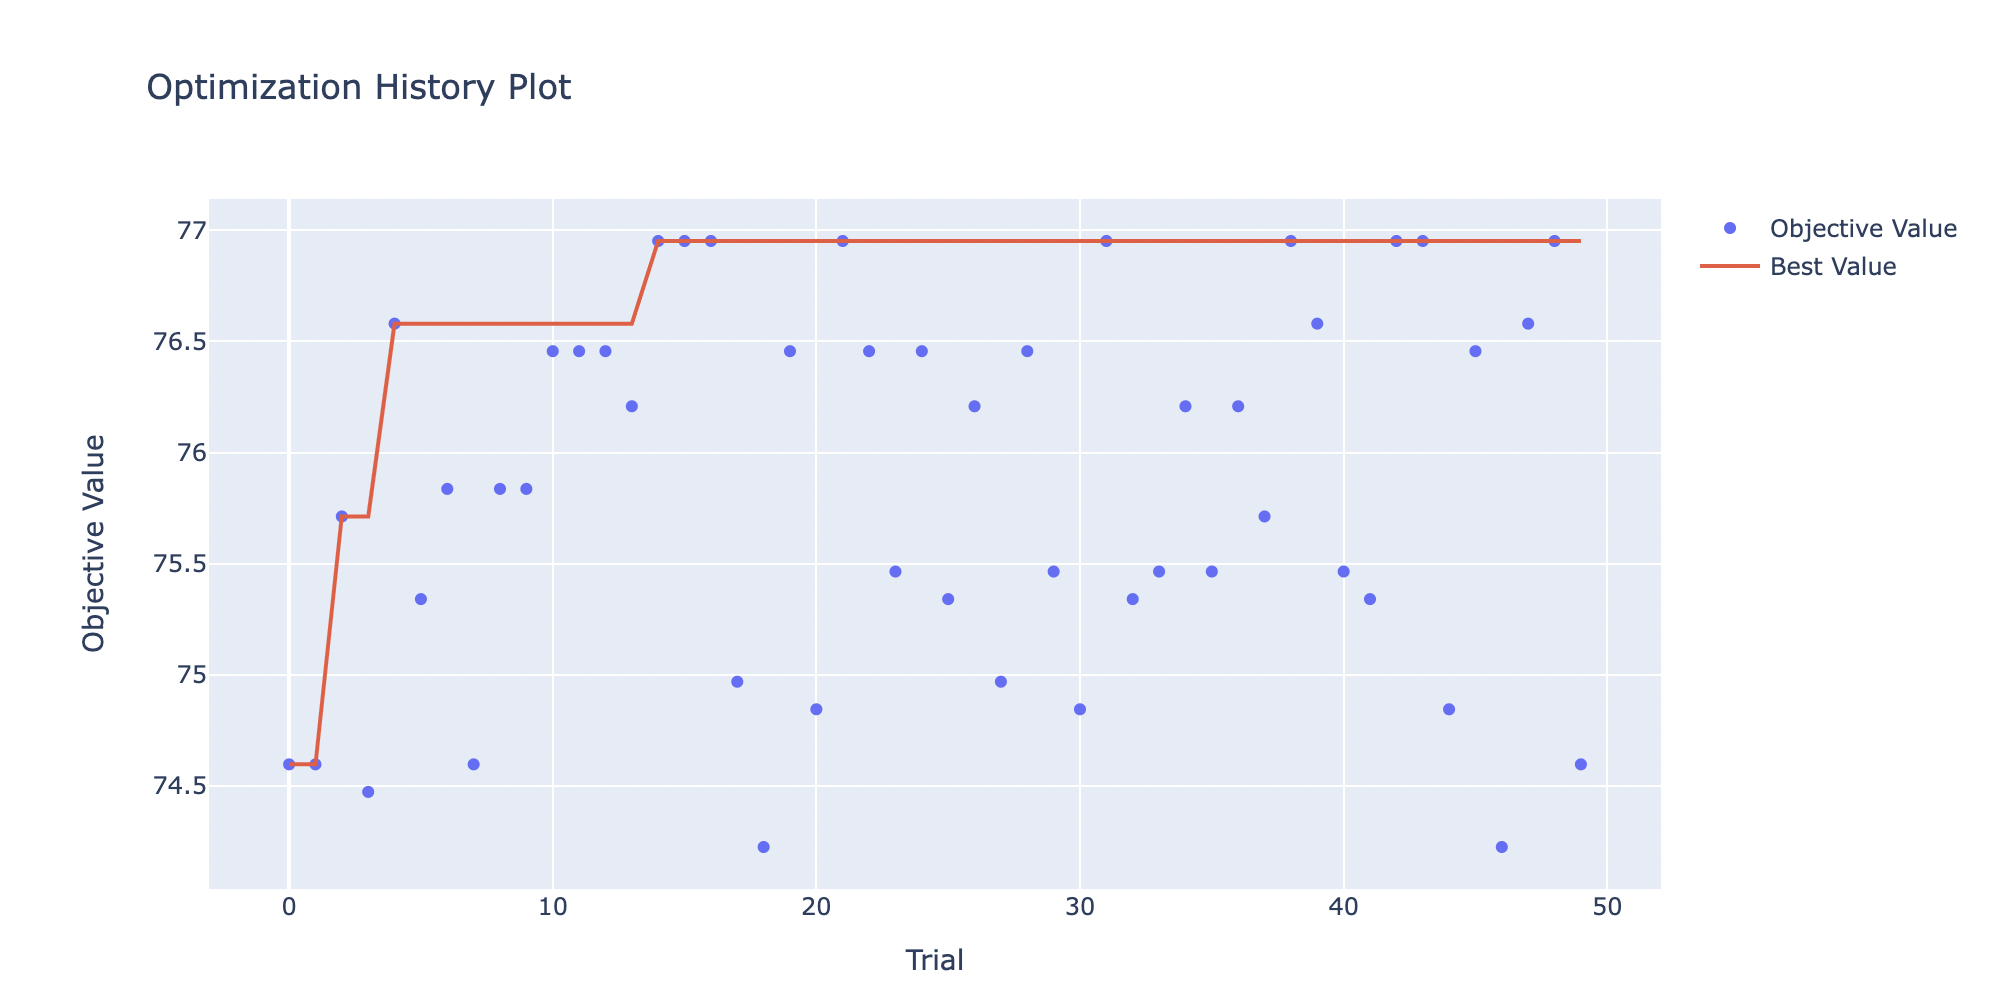 Optimization History Plot
Objective Value
Best Value
77
76.5
76
75.5
75
74.5
Objective Value
0 10 20 30 40 50
Trial